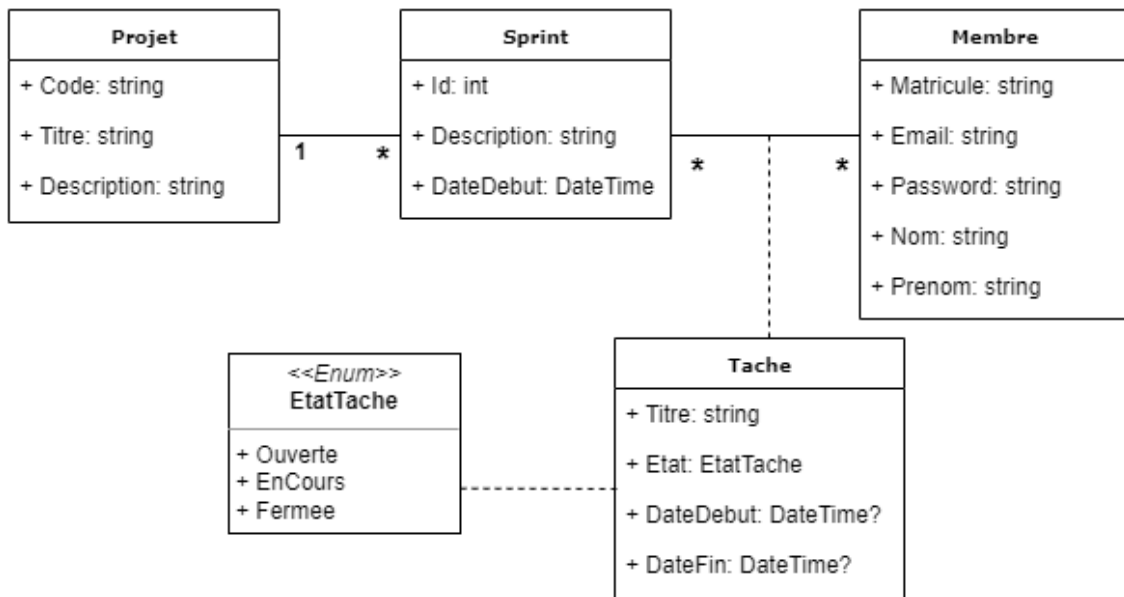 Projet
+ Code: string
+ Titre: string
+ Description: string
1
*
Sprint
+ Id: int
+ Description: string
+ DateDebut: DateTime
*
*
Membre
+ Matricule: string
+ Email: string
+ Password: string
+ Nom: string
+ Prenom: string
<<Enum>>
EtatTache
+ Ouverte
+ EnCours
+ Fermee
Tache
+ Titre: string
+ Etat: EtatTache
+ DateDebut: DateTime?
+ DateFin: DateTime?